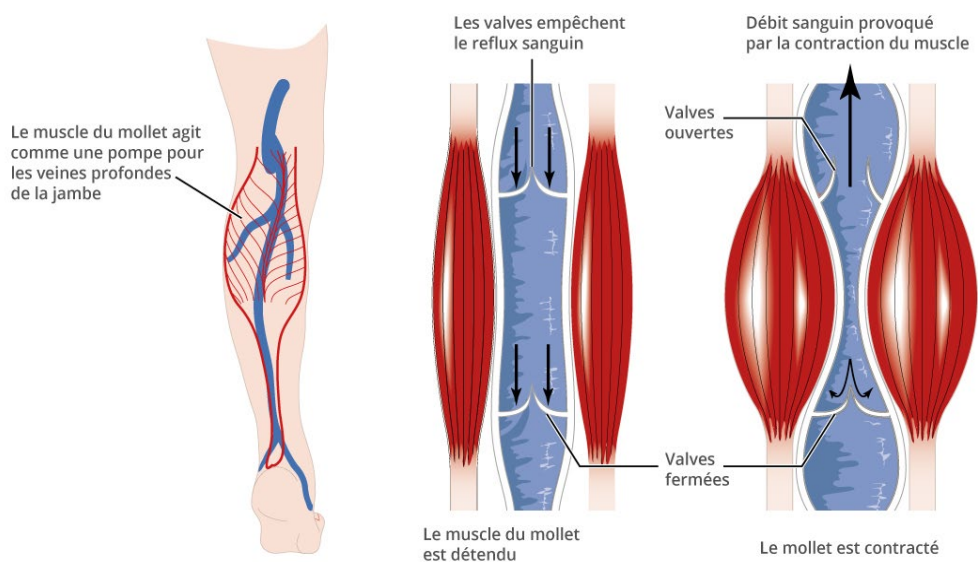 Le muscle du mollet agit
comme une pompe pour
les veines profondes
de la jambe
Les valves empêchent
le reflux sanguin
Débit sanguin provoqué
par la contraction du muscle
Valves
ouvertes
Valves
fermées
Le muscle du mollet
est détendu
Le mollet est contracté